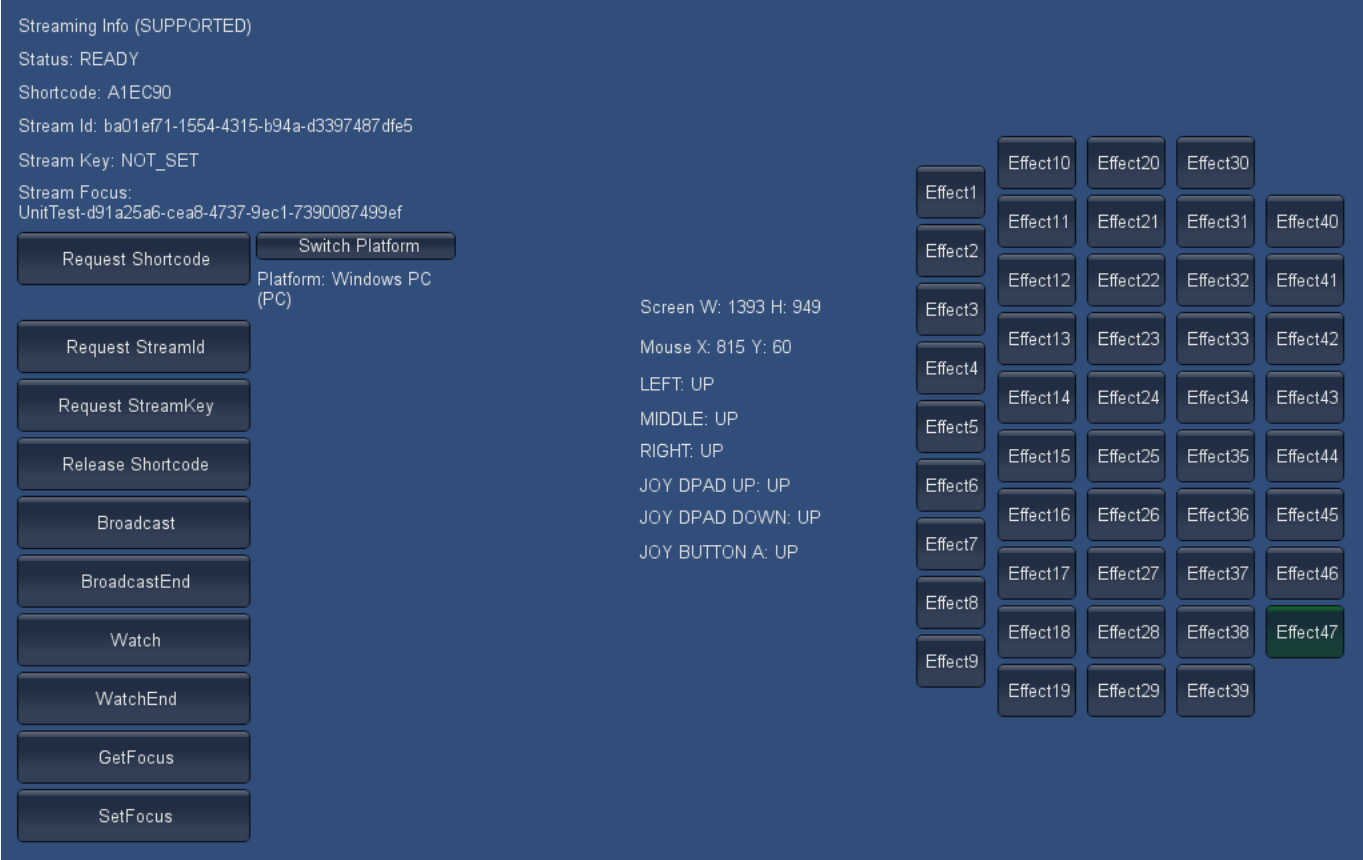 Streaming Info (SUPPORTED)
Status: READY
Shortcode: A1EC90
Stream Id: ba01ef71-1554-4315-b94a-d3397487dfe5
Stream Key: NOT_SET
Stream Focus:
UnitTest-d91a25a6-cea8-4737-9ec1-7390087499ef
Request Shortcode
Switch Platform
Platform: Windows PC
(PC)
Request StreamId
Request StreamKey
Release Shortcode
Broadcast
BroadcastEnd
Watch
WatchEnd
GetFocus
SetFocus
Screen W: 1393 H: 949
Mouse X: 815 Y: 60
LEFT: UP
MIDDLE: UP
RIGHT: UP
JOY DPAD UP: UP
JOY DPAD DOWN: UP
JOY BUTTON A: UP
Effect1
Effect2
Effect3
Effect4
Effect5
Effect6
Effect7
Effect8
Effect9
Effect10
Effect11
Effect12
Effect13
Effect14
Effect15
Effect16
Effect17
Effect18
Effect19
Effect20
Effect21
Effect22
Effect23
Effect24
Effect25
Effect26
Effect27
Effect28
Effect29
Effect30
Effect31
Effect32
Effect33
Effect34
Effect35
Effect36
Effect37
Effect38
Effect39
Effect40
Effect41
Effect42
Effect43
Effect44
Effect45
Effect46
Effect47